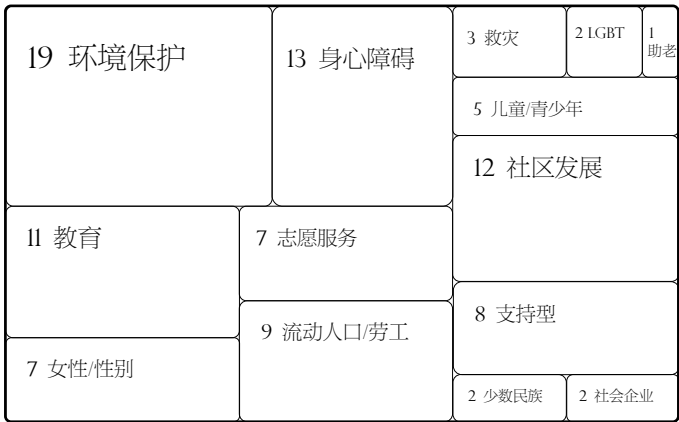 19 环境保护
13 身心障碍
3 救灾
2 LGBT
1
助老
5 儿童/青少年
12 社区发展
11 教育
7 志愿服务
9 流动人口/劳工
8 支持型
7 女性/性别
2 少数民族
2 社会企业